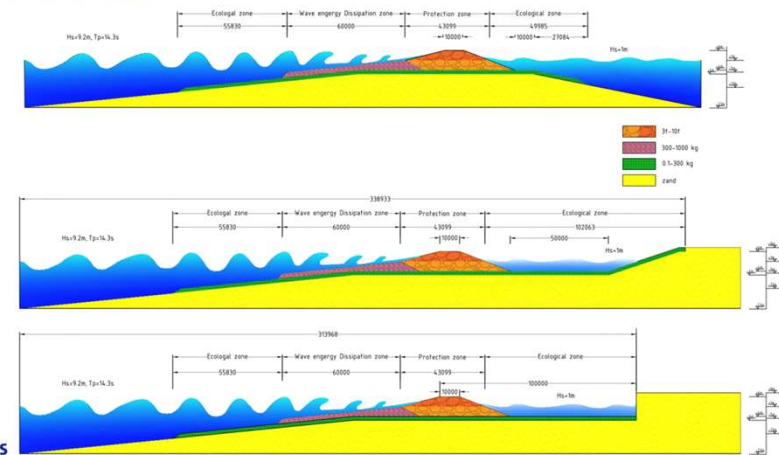 Ecologal zone
Wave engergy Dissipation zone
Protection zone
Ecological zone
55830
60000
43099
49985
10000
10000
27084
Hs=9.2m, Tp=14.3s
Hs=1m
3t-10t
300-1000 kg
0.1-300 kg
zand
338933
Ecologal zone
Wave engergy Dissipation zone
Protection zone
Ecological zone
55830
60000
43099
102063
10000
50000
Hs=9.2m, Tp=14.3s
Hs=1m
313968
Ecologal zone
Wave engergy Dissipation zone
Protection zone
Ecological zone
55830
60000
43099
100000
10000
Hs=9.2m, Tp=14.3s
Hs=1m
s